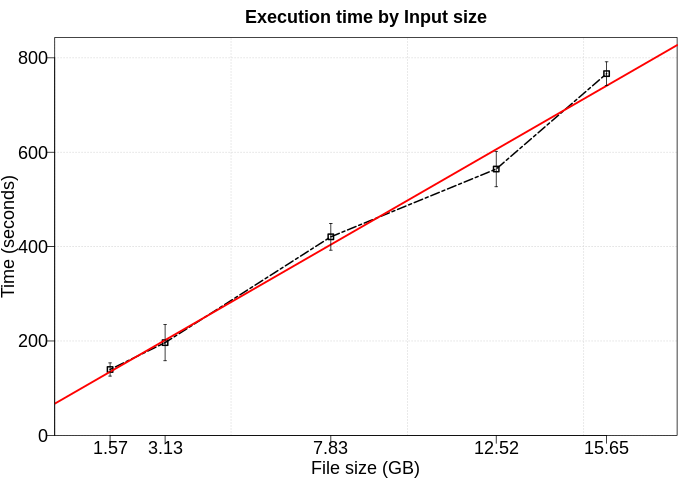 Execution time by Input size
Time (seconds)
800
600
400
200
0
1.57 3.13 7.83 12.52 15.65
File size (GB)